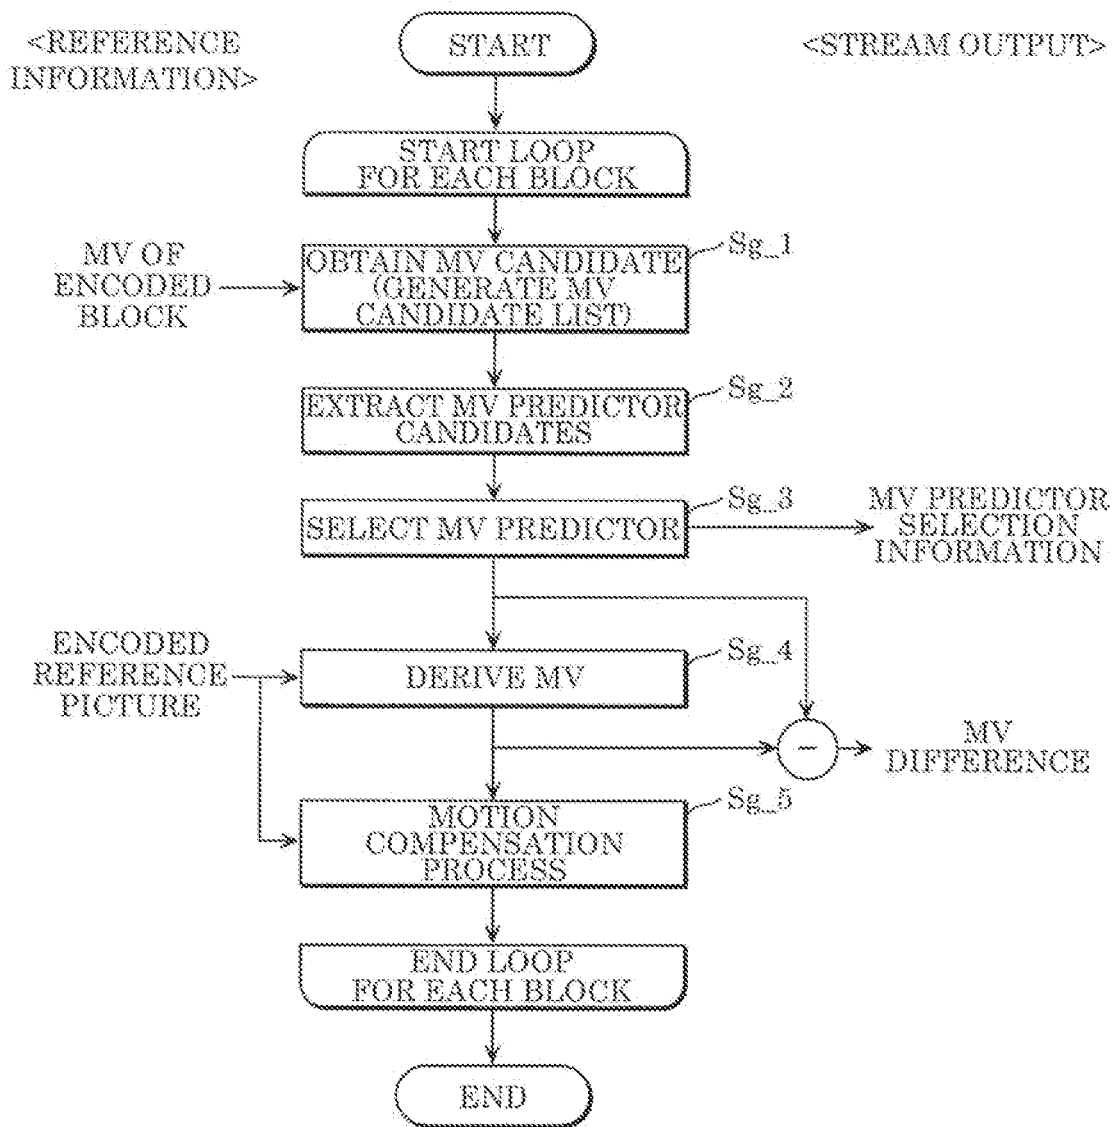 <REFERENCE
INFORMATION>
START
<STREAM OUTPUT>
START LOOP
FOR EACH BLOCK
MV OF
ENCODED
BLOCK
OBTAIN MV CANDIDATE
(GENERATE MV
CANDIDATE LIST)
Sg_1
EXTRACT MV PREDICTOR
CANDIDATES
Sg_2
SELECT MV PREDICTOR
Sg_3
MV PREDICTOR
SELECTION
INFORMATION
ENCODED
REFERENCE
PICTURE
DERIVE MV
Sg_4
−
MV
DIFFERENCE
MOTION
COMPENSATION
PROCESS
Sg_5
END LOOP
FOR EACH BLOCK
END